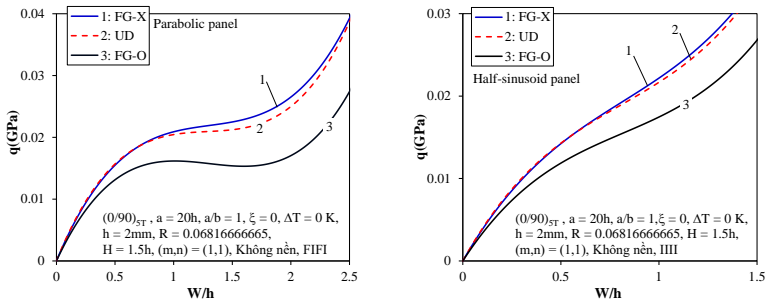 0.04
0.03
0.02
0.01
0
q(GPa)
1: FG-X
2: UD
3: FG-O
Parabolic panel
1
2
3
(0/90)5T , a = 20h, a/b = 1, ξ = 0, ΔT = 0 K,
h = 2mm, R = 0.06816666665,
H = 1.5h, (m,n) = (1,1), Không nền, FIFI
0 0.5 1 1.5 2 2.5
W/h
0.03
0.02
0.01
0
q(GPa)
1: FG-X
2: UD
3: FG-O
Half-sinusoid panel
1
2
3
(0/90)5T , a = 20h, a/b = 1,ξ = 0, ΔT = 0 K,
h = 2mm, R = 0.06816666665, H = 1.5h,
(m,n) = (1,1), Không nền, IIII
0 0.5 1 1.5
W/h